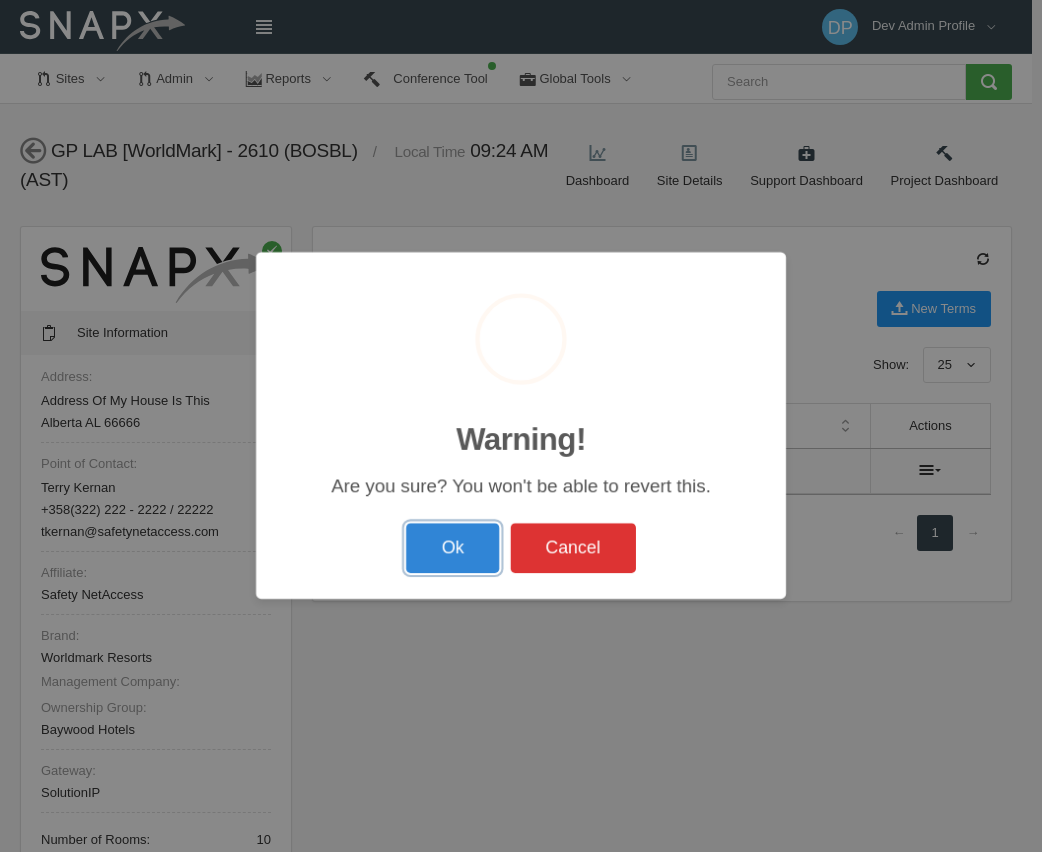 SNAPX
DP
Dev Admin Profile
Sites
Admin
Reports
Conference Tool
Global Tools
Search
GP LAB [WorldMark] - 2610 (BOSBL) / Local Time 09:24 AM
(AST)
Dashboard
Site Details
Support Dashboard
Project Dashboard
SNAPX
Site Information
Address:
Address Of My House Is This
Alberta AL 66666
Point of Contact:
Terry Kernan
+358(322) 222 - 2222 / 22222
tkernan@safetynetaccess.com
Affiliate:
Safety NetAccess
Brand:
Worldmark Resorts
Management Company:
Ownership Group:
Baywood Hotels
Gateway:
SolutionIP
Number of Rooms: 10
New Terms
Show: 25
Actions
← 1 →
Warning!
Are you sure? You won't be able to revert this.
Ok
Cancel